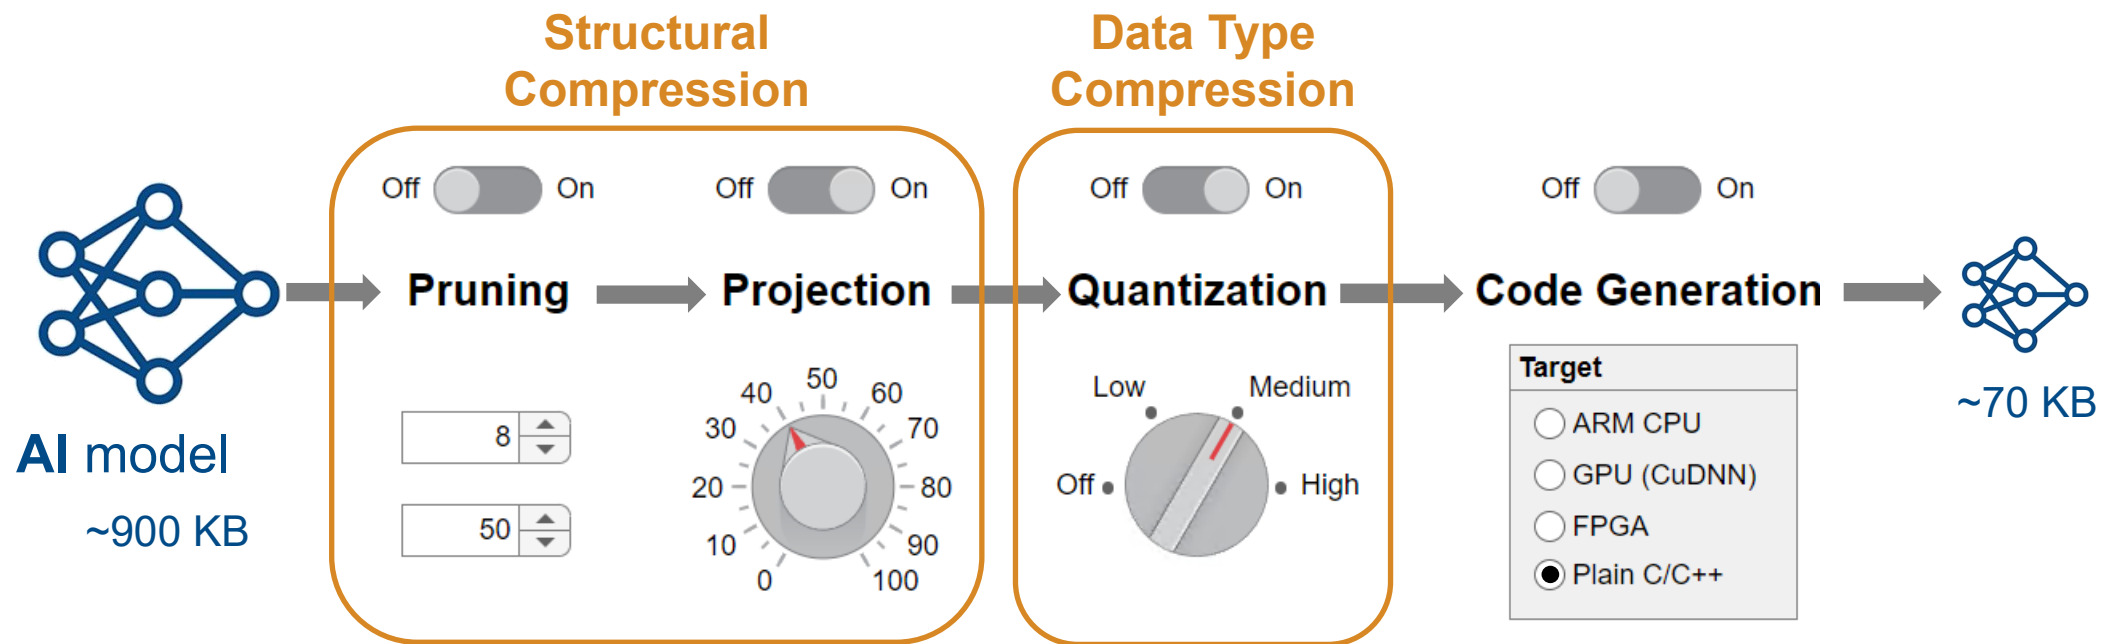 Structural
Compression
Data Type
Compression
Off On
Off On
Off On
Off On
Pruning
Projection
Quantization
Code Generation
AI model
~900 KB
8
50
0
10
20
30
40
50
60
70
80
90
100
Off
Low
Medium
High
Target
ARM CPU
GPU (CuDNN)
FPGA
Plain C/C++
~70 KB